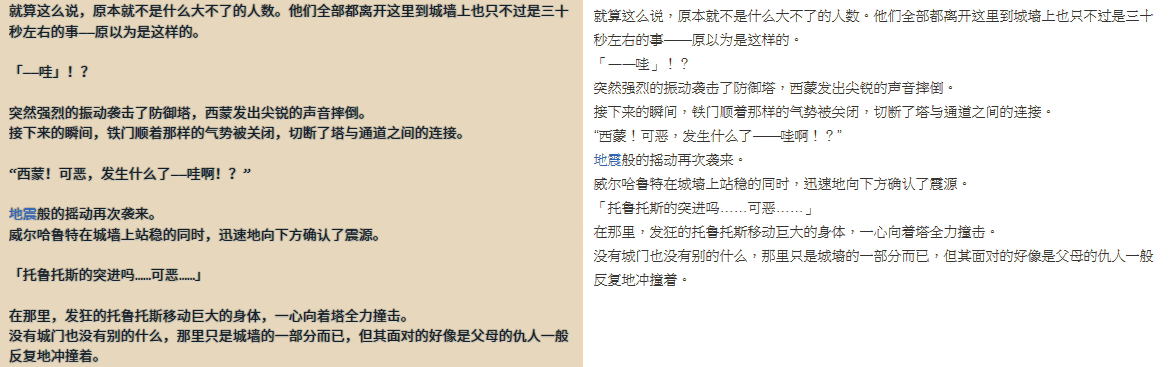 就算这么说，原本就不是什么大不了的人数。他们全部都离开这里到城墙上也只不过是三十
秒左右的事——原以为是这样的。
「——哇」！？
突然强烈的振动袭击了防御塔，西蒙发出尖锐的声音摔倒。
接下来的瞬间，铁门顺着那样的气势被关闭，切断了塔与通道之间的连接。
“西蒙！可恶，发生什么了——哇啊！？”
地震般的摇动再次袭来。
威尔哈鲁特在城墙上站稳的同时，迅速地向下方确认了震源。
「托鲁托斯的突进吗……可恶……」
在那里，发狂的托鲁托斯移动巨大的身体，一心向着塔全力撞击。
没有城门也没有别的什么，那里只是城墙的一部分而已，但其面对的好像是父母的仇人一般
反复地冲撞着。
就算这么说，原本就不是什么大不了的人数。他们全部都离开这里到城墙上也只不过是三十
秒左右的事——原以为是这样的。
「一一哇」！？
突然强烈的振动袭击了防御塔，西蒙发出尖锐的声音摔倒。
接下来的瞬间，铁门顺着那样的气势被关闭，切断了塔与通道之间的连接。
“西蒙！可恶，发生什么了——哇啊！？”
地震般的摇动再次袭来。
威尔哈鲁特在城墙上站稳的同时，迅速地向下方确认了震源。
「托鲁托斯的突进吗……可恶……」
在那里，发狂的托鲁托斯移动巨大的身体，一心向着塔全力撞击。
没有城门也没有别的什么，那里只是城墙的一部分而已，但其面对的好像是父母的仇人一般
反复地冲撞着。